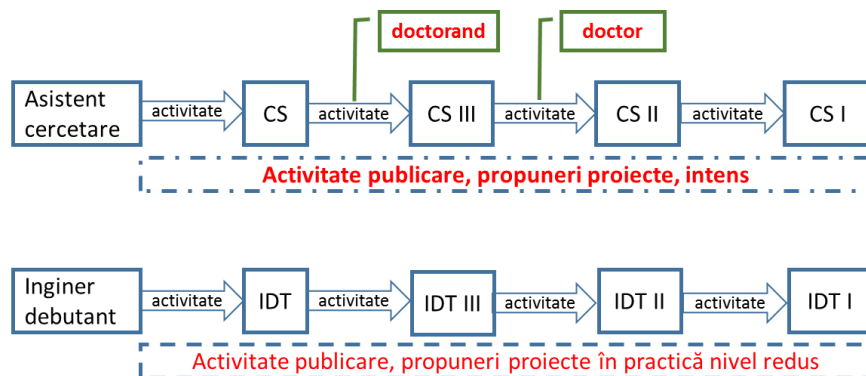 doctorand
doctor
Asistent
cercetare
activitate
CS
activitate
CS III
activitate
CS II
activitate
CS I
Activitate publicare, propuneri proiecte, intens
Inginer
debutant
activitate
IDT
activitate
IDT III
activitate
IDT II
activitate
IDT I
Activitate publicare, propuneri proiecte în practică nivel redus